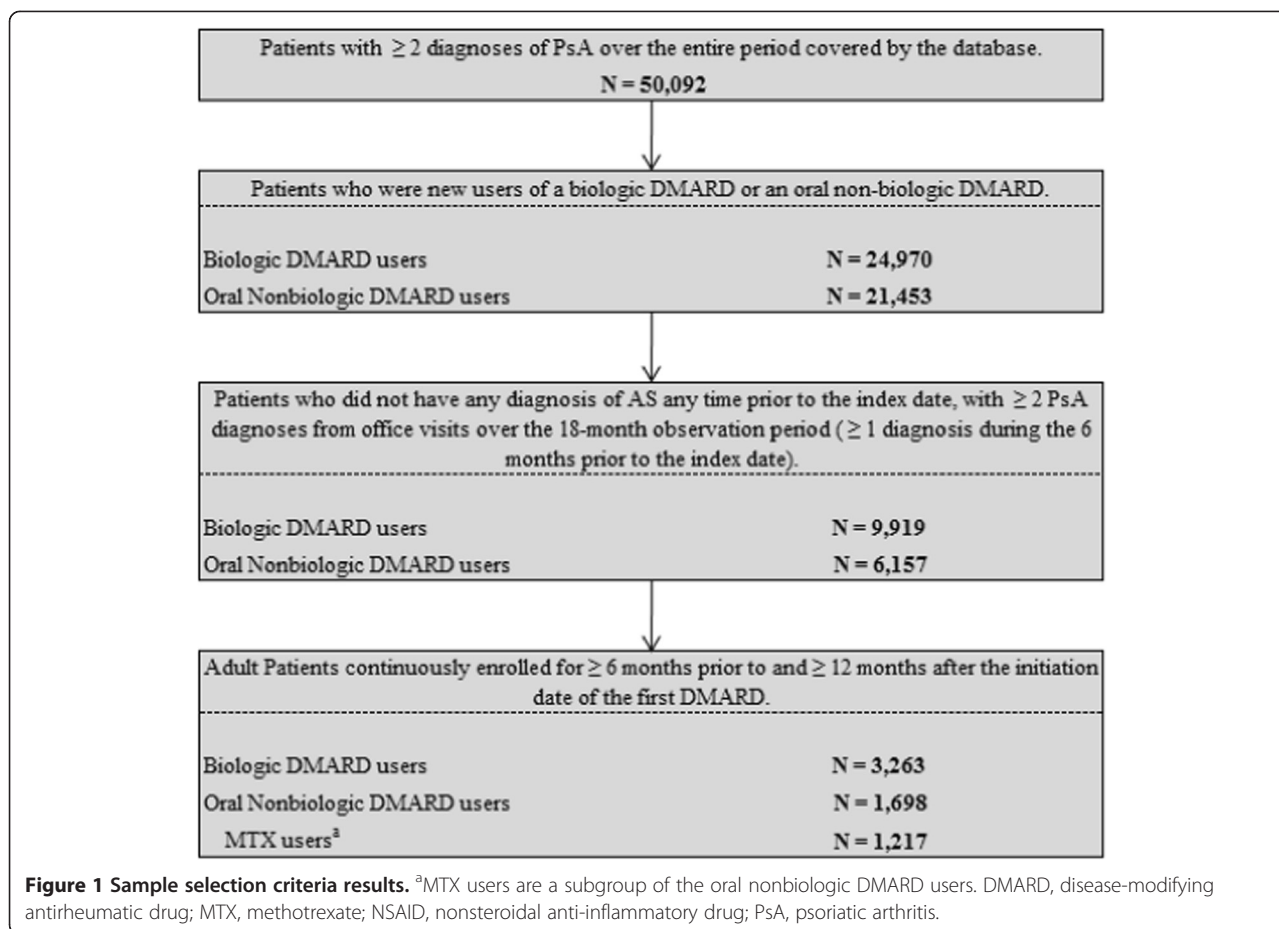 Patients with ≥ 2 diagnoses of PsA over the entire period covered by the database.
N = 50,092
Patients who were new users of a biologic DMARD or an oral non-biologic DMARD.
Biologic DMARD users N = 24,970
Oral Nonbiologic DMARD users N = 21,453
Patients who did not have any diagnosis of AS any time prior to the index date, with ≥ 2 PsA
diagnoses from office visits over the 18-month observation period (≥ 1 diagnosis during the 6
months prior to the index date).
Biologic DMARD users N = 9,919
Oral Nonbiologic DMARD users N = 6,157
Adult Patients continuously enrolled for ≥ 6 months prior to and ≥ 12 months after the initiation
date of the first DMARD.
Biologic DMARD users N = 3,263
Oral Nonbiologic DMARD users N = 1,698
MTX usersᵃ N = 1,217
Figure 1 Sample selection criteria results. ᵃMTX users are a subgroup of the oral nonbiologic DMARD users. DMARD, disease-modifying
antirheumatic drug; MTX, methotrexate; NSAID, nonsteroidal anti-inflammatory drug; PsA, psoriatic arthritis.